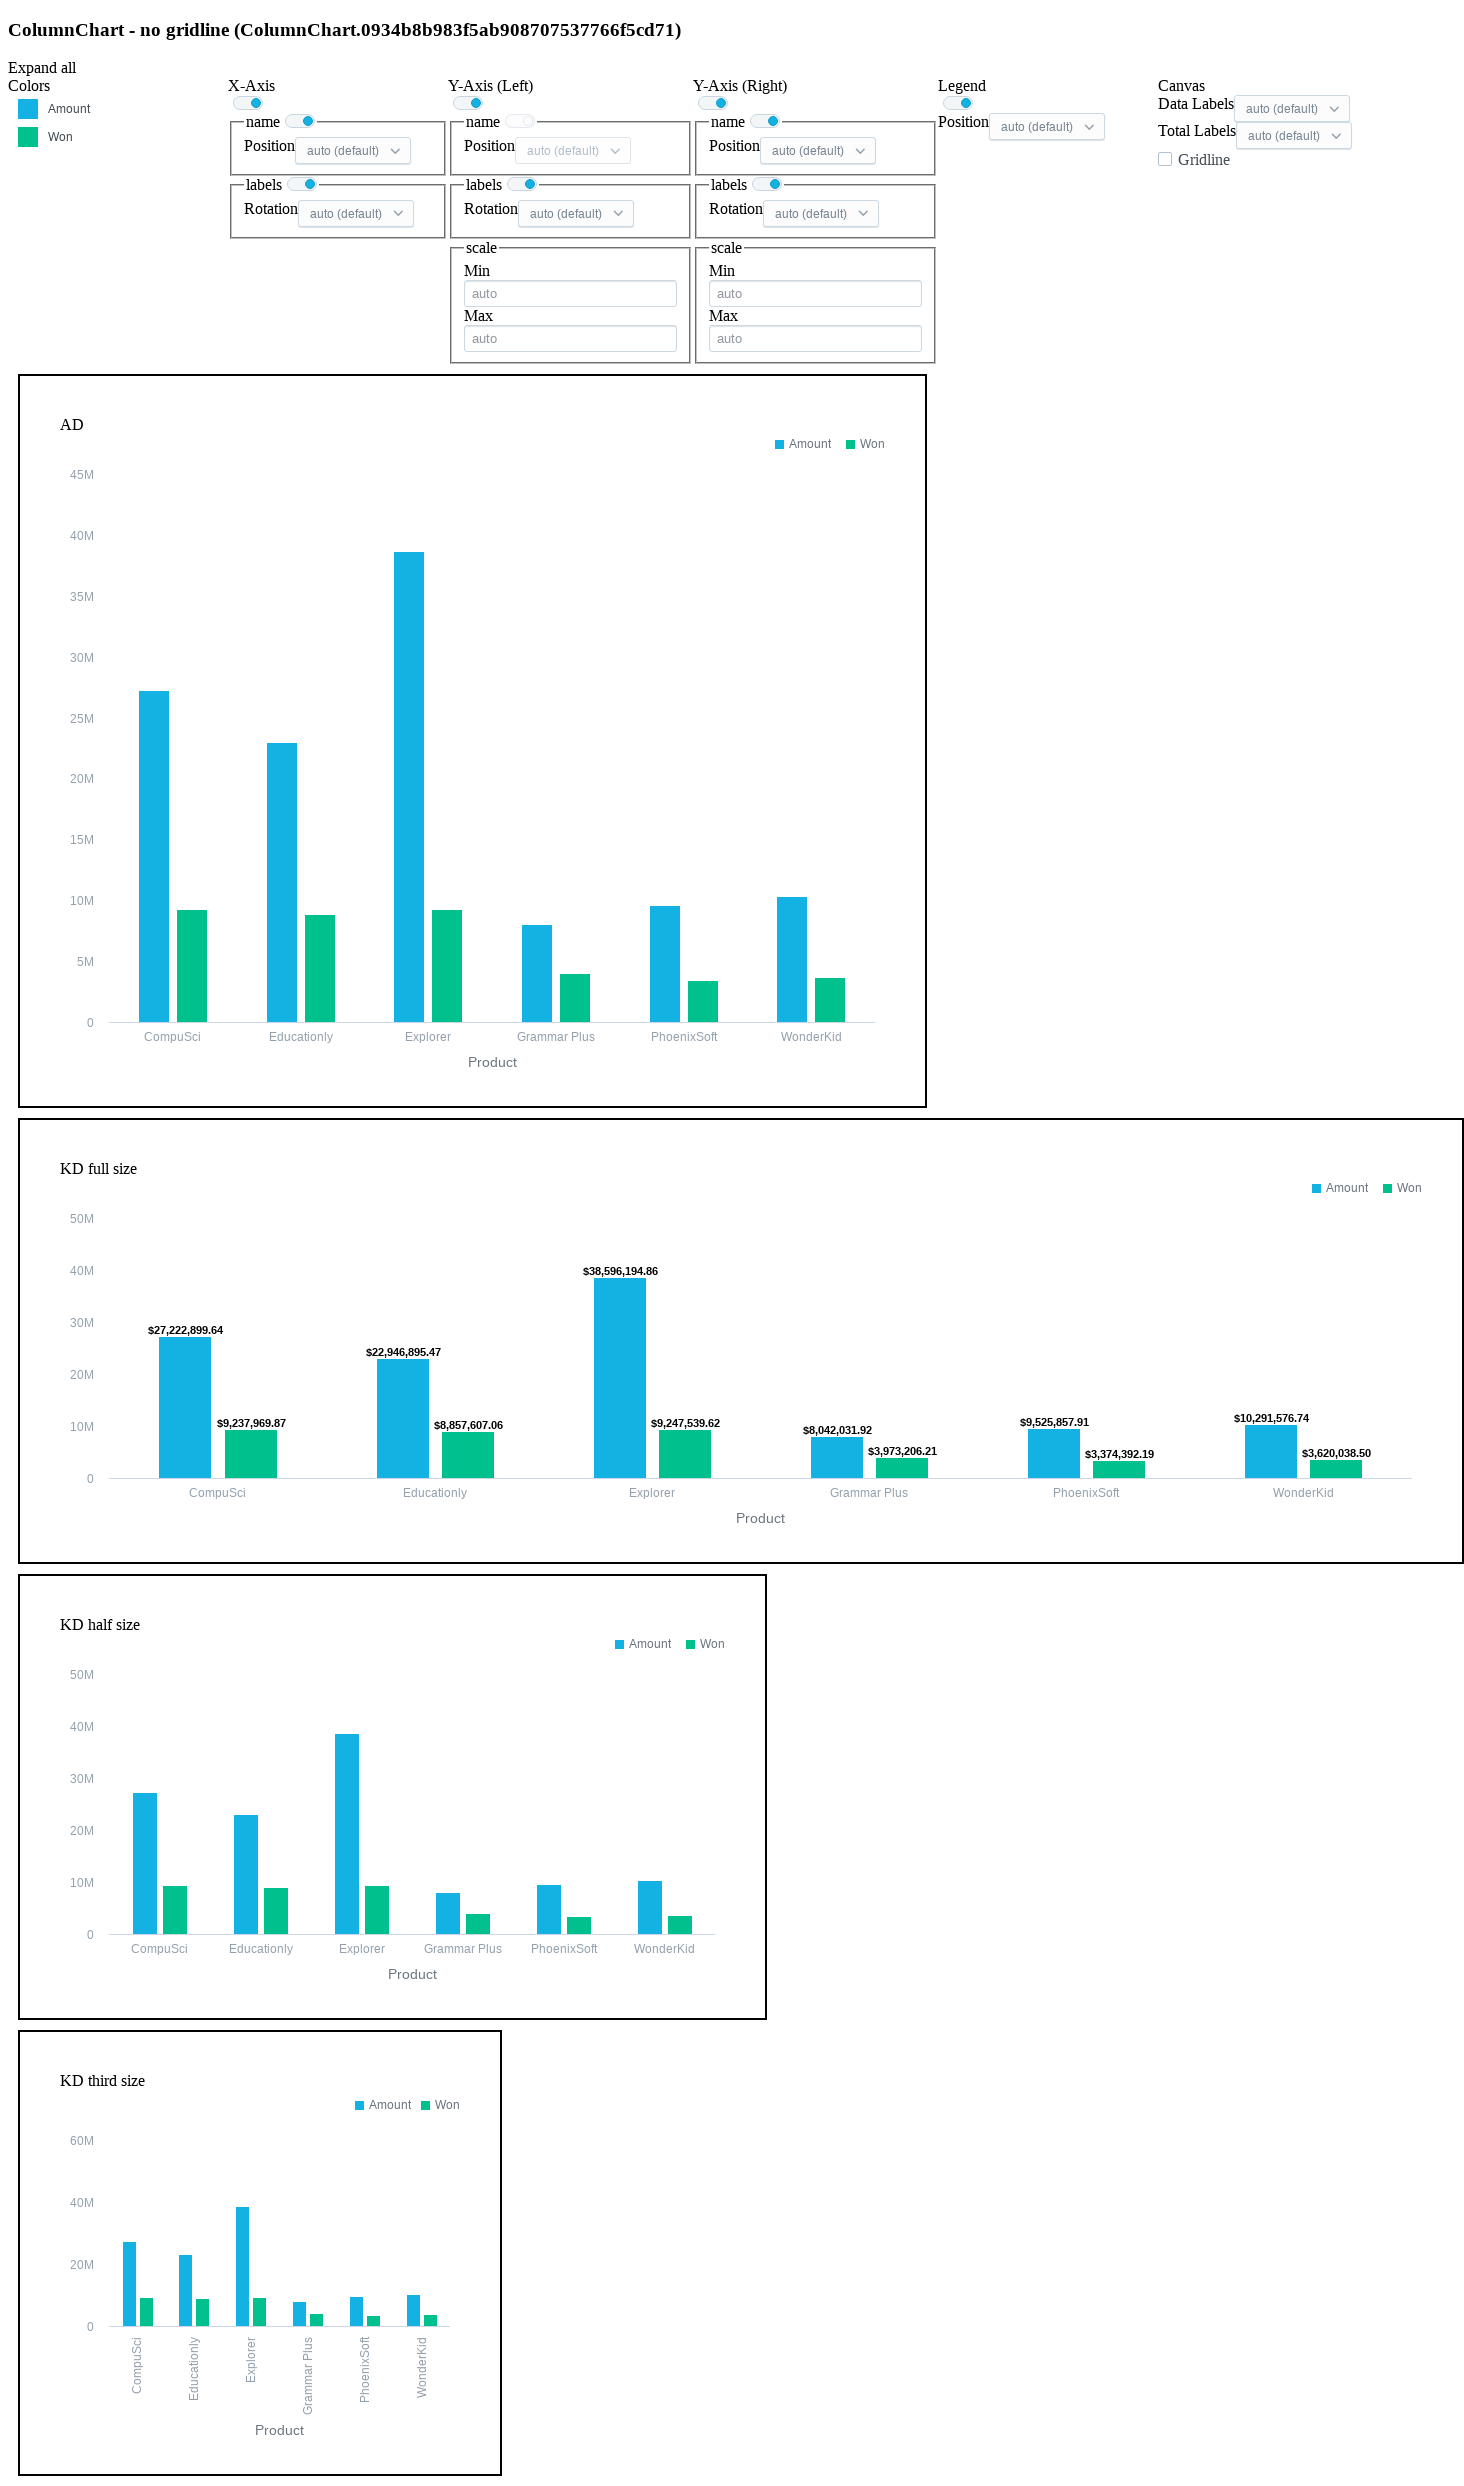 ColumnChart - no gridline (ColumnChart.0934b8b983f5ab908707537766f5cd71)
Expand all
Colors
Amount
Won
X-Axis
name
Position auto (default)
labels
Rotation auto (default)
Y-Axis (Left)
name
Position auto (default)
labels
Rotation auto (default)
scale
Min
auto
Max
auto
Y-Axis (Right)
name
Position auto (default)
labels
Rotation auto (default)
scale
Min
auto
Max
auto
Legend
Position auto (default)
Canvas
Data Labels auto (default)
Total Labels auto (default)
Gridline
AD
Amount Won
45M
40M
35M
30M
25M
20M
15M
10M
5M
0
CompuSci Educationly Explorer Grammar Plus PhoenixSoft WonderKid
Product
KD full size
Amount Won
50M
40M
30M
20M
10M
0
$27,222,899.64
$9,237,969.87
$22,946,895.47
$8,857,607.06
$38,596,194.86
$9,247,539.62
$8,042,031.92
$3,973,206.21
$9,525,857.91
$3,374,392.19
$10,291,576.74
$3,620,038.50
CompuSci Educationly Explorer Grammar Plus PhoenixSoft WonderKid
Product
KD half size
Amount Won
50M
40M
30M
20M
10M
0
CompuSci Educationly Explorer Grammar Plus PhoenixSoft WonderKid
Product
KD third size
Amount Won
60M
40M
20M
0
CompuSci
Educationly
Explorer
Grammar Plus
PhoenixSoft
WonderKid
Product